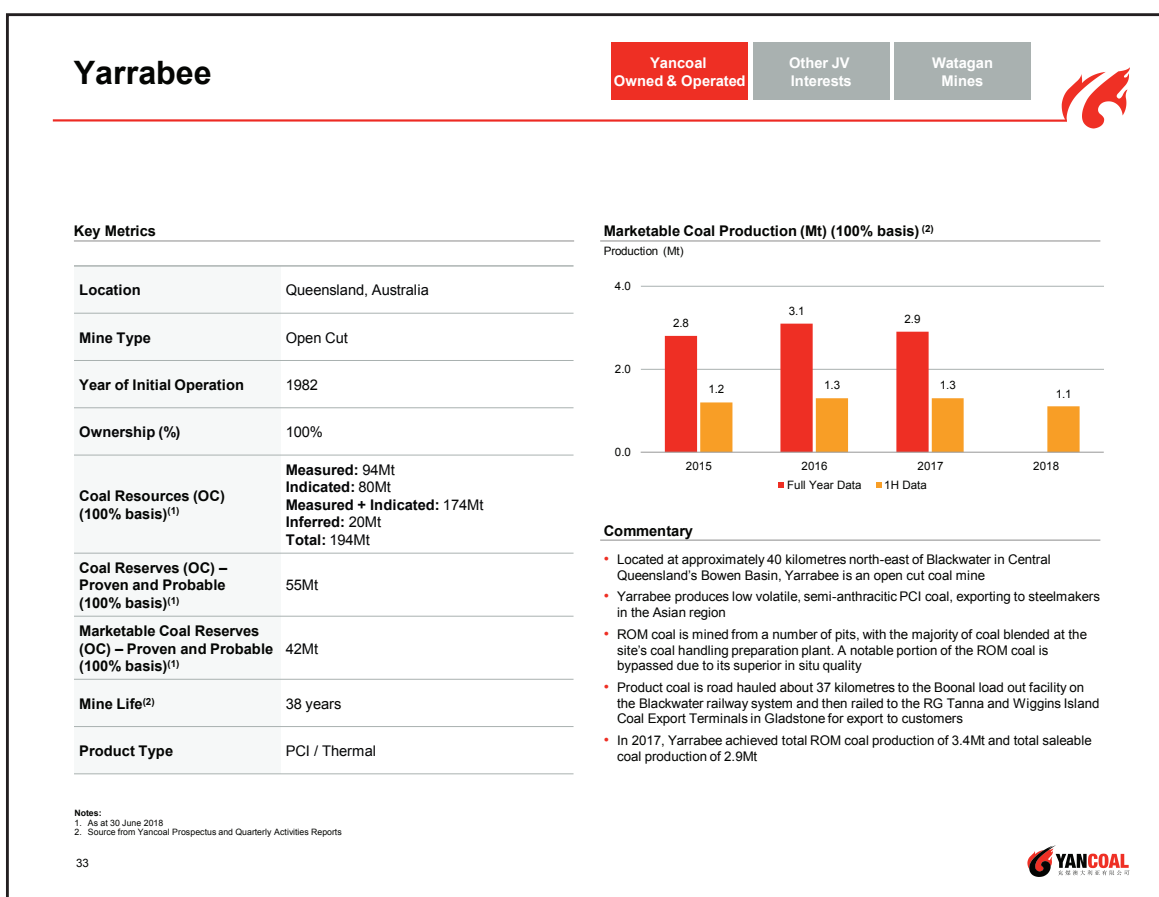 Yarrabee
Yancoal
Owned & Operated
Other JV
Interests
Watagan
Mines
Key Metrics
Location
Queensland, Australia
Mine Type
Open Cut
Year of Initial Operation
1982
Ownership (%)
100%
Coal Resources (OC)
(100% basis)(1)
Measured: 94Mt
Indicated: 80Mt
Measured + Indicated: 174Mt
Inferred: 20Mt
Total: 194Mt
Coal Reserves (OC) –
Proven and Probable
(100% basis)(1)
55Mt
Marketable Coal Reserves
(OC) – Proven and Probable
(100% basis)(1)
42Mt
Mine Life(2)
38 years
Product Type
PCI / Thermal
Marketable Coal Production (Mt) (100% basis) (2)
Production (Mt)
4.0
2.0
0.0
2.8
1.2
3.1
1.3
2.9
1.3
1.1
2015
2016
2017
2018
Full Year Data
1H Data
Commentary
• Located at approximately 40 kilometres north-east of Blackwater in Central
Queensland's Bowen Basin, Yarrabee is an open cut coal mine
• Yarrabee produces low volatile, semi-anthracitic PCI coal, exporting to steelmakers
in the Asian region
• ROM coal is mined from a number of pits, with the majority of coal blended at the
site's coal handling preparation plant. A notable portion of the ROM coal is
bypassed due to its superior in situ quality
• Product coal is road hauled about 37 kilometres to the Boonal load out facility on
the Blackwater railway system and then railed to the RG Tanna and Wiggins Island
Coal Export Terminals in Gladstone for export to customers
• In 2017, Yarrabee achieved total ROM coal production of 3.4Mt and total saleable
coal production of 2.9Mt
Notes:
1. As at 30 June 2018
2. Source from Yancoal Prospectus and Quarterly Activities Reports
33
YANCOAL
兖煤澳大利亚有限公司